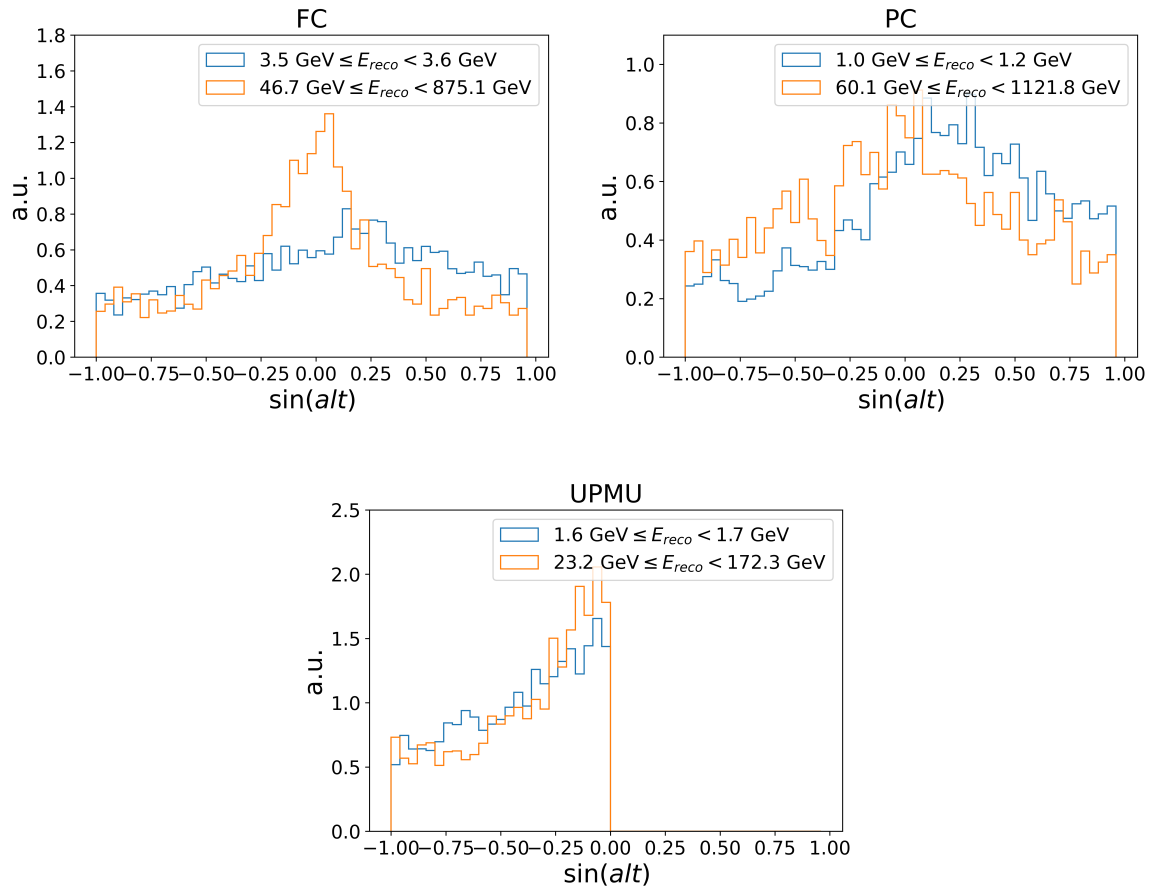 FC
1.8
1.6
1.4
1.2
1.0
0.8
0.6
0.4
0.2
0.0
a.u.
3.5 GeV ≤ E_reco < 3.6 GeV
46.7 GeV ≤ E_reco < 875.1 GeV
−1.00 −0.75 −0.50 −0.25 0.00 0.25 0.50 0.75 1.00
sin(alt)
PC
1.0
0.8
0.6
0.4
0.2
0.0
a.u.
1.0 GeV ≤ E_reco < 1.2 GeV
60.1 GeV ≤ E_reco < 1121.8 GeV
−1.00 −0.75 −0.50 −0.25 0.00 0.25 0.50 0.75 1.00
sin(alt)
UPMU
2.5
2.0
1.5
1.0
0.5
0.0
a.u.
1.6 GeV ≤ E_reco < 1.7 GeV
23.2 GeV ≤ E_reco < 172.3 GeV
−1.00 −0.75 −0.50 −0.25 0.00 0.25 0.50 0.75 1.00
sin(alt)